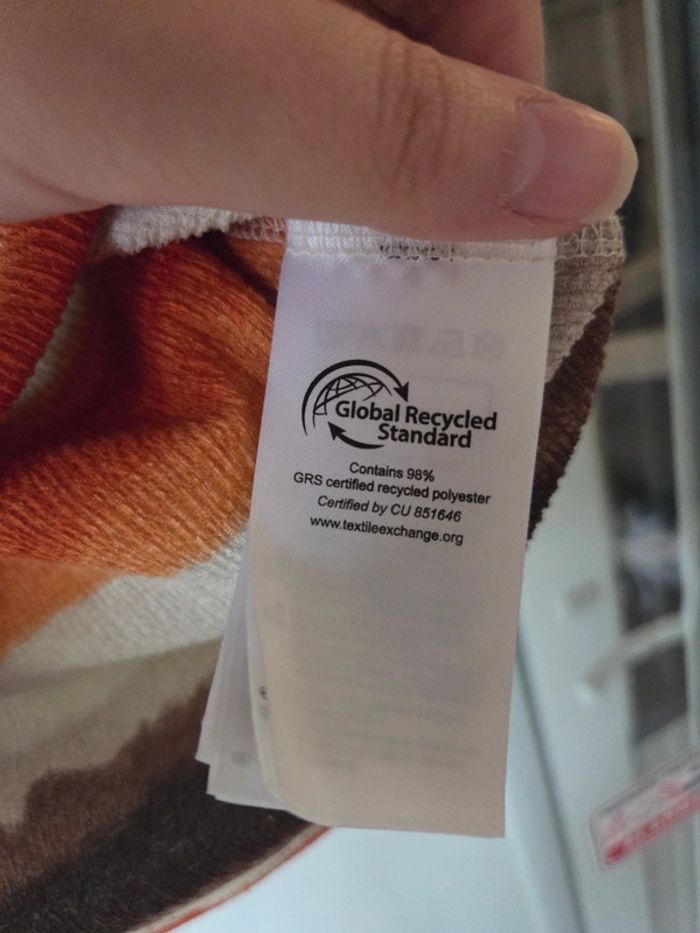 Global Recycled
Standard
Contains 98%
GRS certified recycled polyester
Certified by CU 851646
www.textileexchange.org